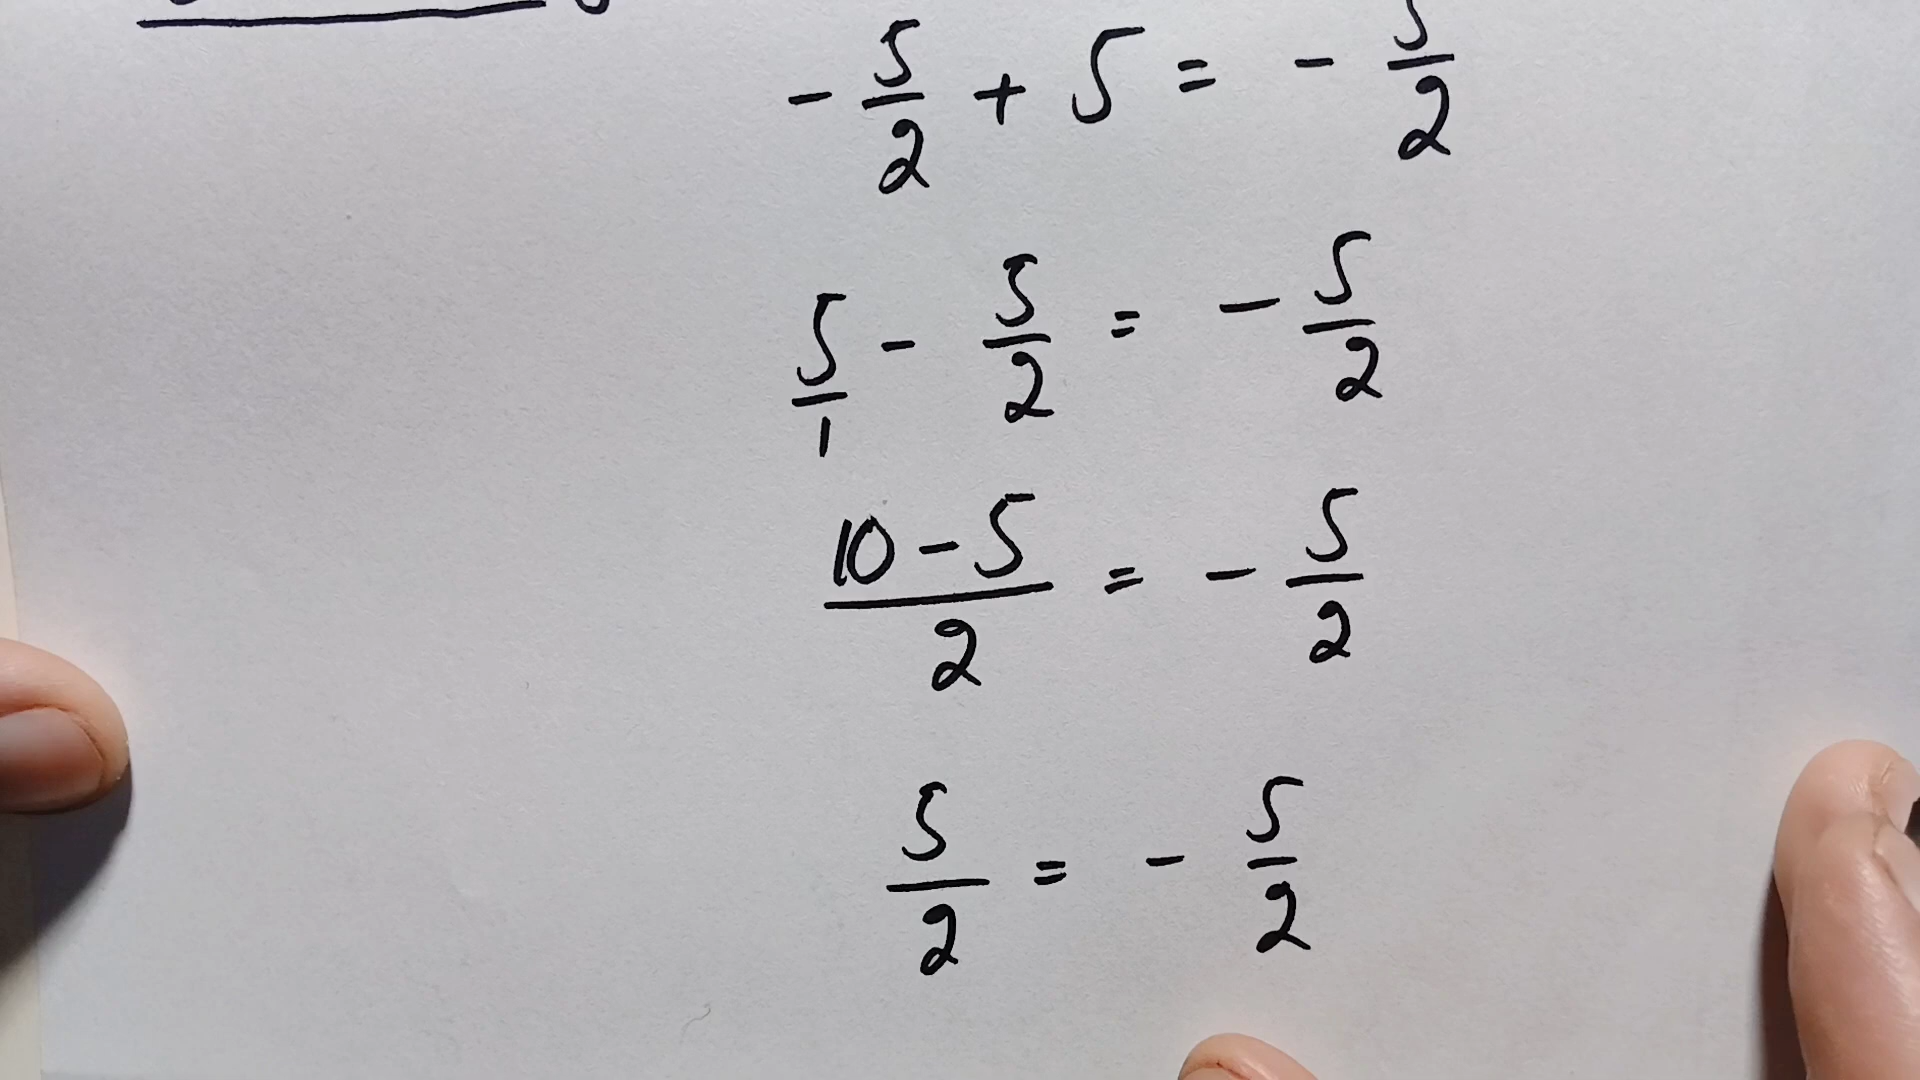 - 5/2 + 5 = - 5/2
5/1 - 5/2 = - 5/2
10 - 5/2 = - 5/2
5/2 = - 5/2